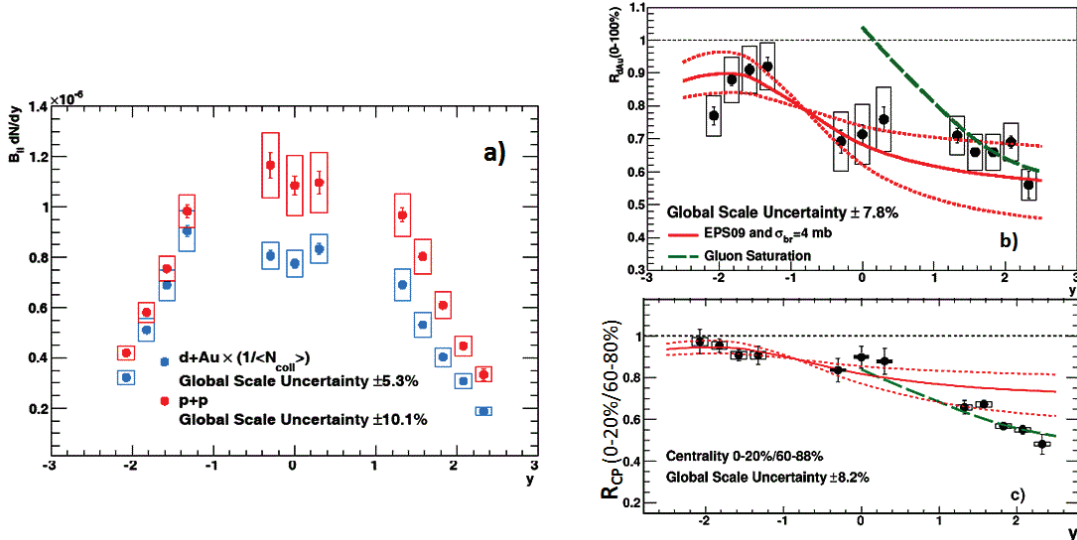 a)
B_ll dN/dy
×10^-6
1.4
1.2
1
0.8
0.6
0.4
0.2
d+Au × (1/<N_coll>)
Global Scale Uncertainty ±5.3%
p+p
Global Scale Uncertainty ±10.1%
-3 -2 -1 0 1 2 3
y
R_dAu(0-100%)
1
0.9
0.8
0.7
0.6
0.5
0.4
0.3
Global Scale Uncertainty ± 7.8%
EPS09 and σ_br=4 mb
Gluon Saturation
b)
-2 -1 0 1 2
y
R_CP (0-20%/60-80%)
1
0.8
0.6
0.4
0.2
Centrality 0-20%/60-88%
Global Scale Uncertainty ±8.2%
c)
-2 -1 0 1 2
y